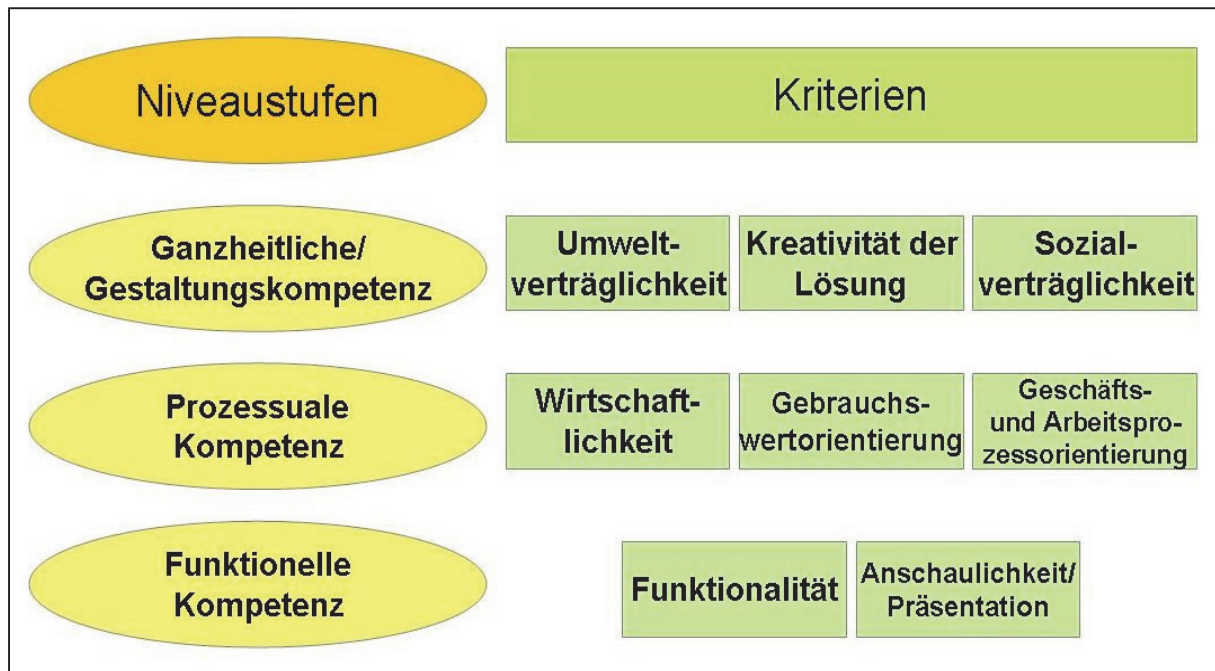 Niveaustufen
Kriterien
Ganzheitliche/
Gestaltungskompetenz
Umwelt-
verträglichkeit
Kreativität der
Lösung
Sozial-
verträglichkeit
Prozessuale
Kompetenz
Wirtschaft-
lichkeit
Gebrauchs-
wertorientierung
Geschäfts-
und Arbeitspro-
zessorientierung
Funktionelle
Kompetenz
Funktionalität
Anschaulichkeit/
Präsentation